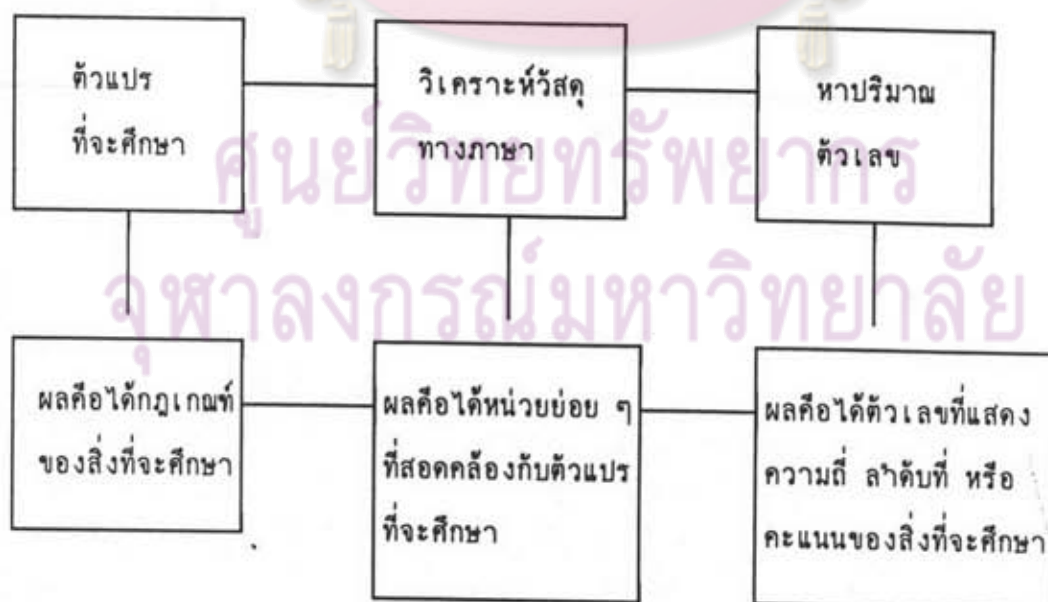 ตัวแปร
ที่จะศึกษา
วิเคราะห์วัสดุ
ทางภาษา
หาปริมาณ
ตัวเลข
ศูนย์วิทยทรัพยากร
จุฬาลงกรณ์มหาวิทยาลัย
ผลคือได้กฎเกณฑ์
ของสิ่งที่จะศึกษา
ผลคือได้หน่วยย่อย ๆ
ที่สอดคล้องกับตัวแปร
ที่จะศึกษา
ผลคือได้ตัวเลขที่แสดง
ความถี่ ลำดับที่ หรือ
คะแนนของสิ่งที่จะศึกษา